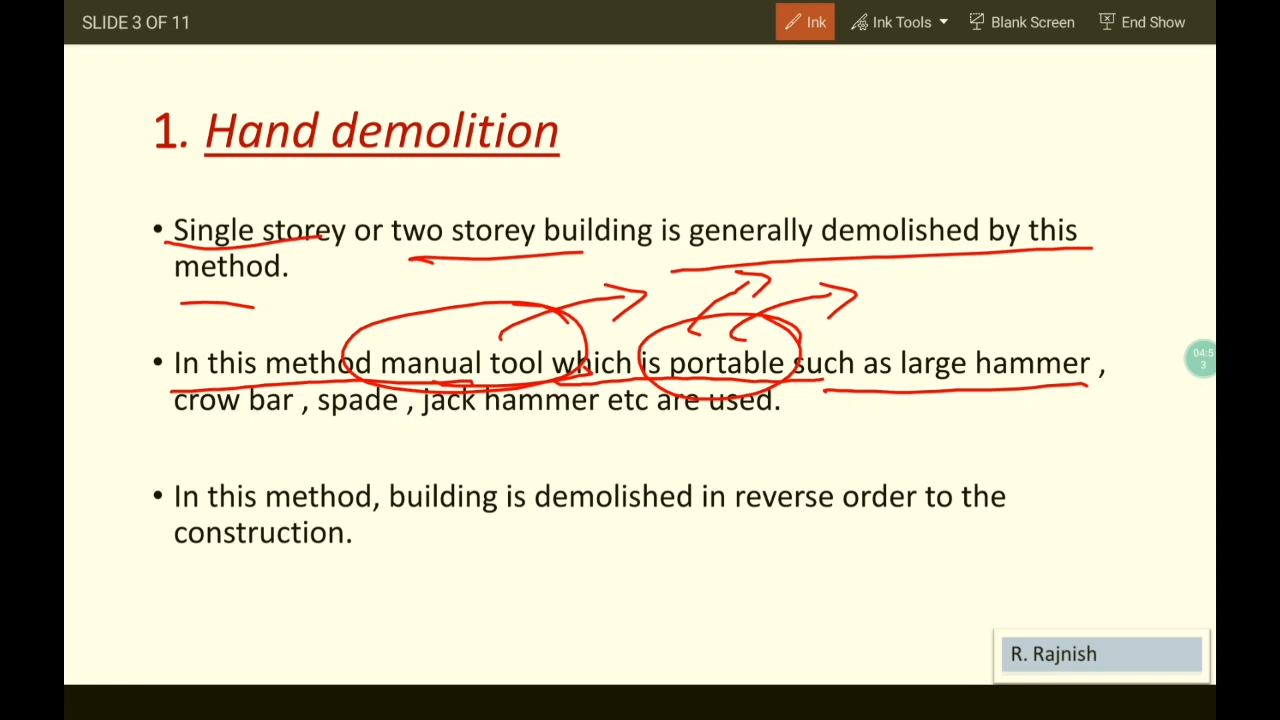 SLIDE 3 OF 11
Ink
Ink Tools
Blank Screen
End Show
1. Hand demolition
• Single storey or two storey building is generally demolished by this
method.
• In this method manual tool which is portable such as large hammer ,
crow bar , spade , jack hammer etc are used.
04:5
3
• In this method, building is demolished in reverse order to the
construction.
R. Rajnish